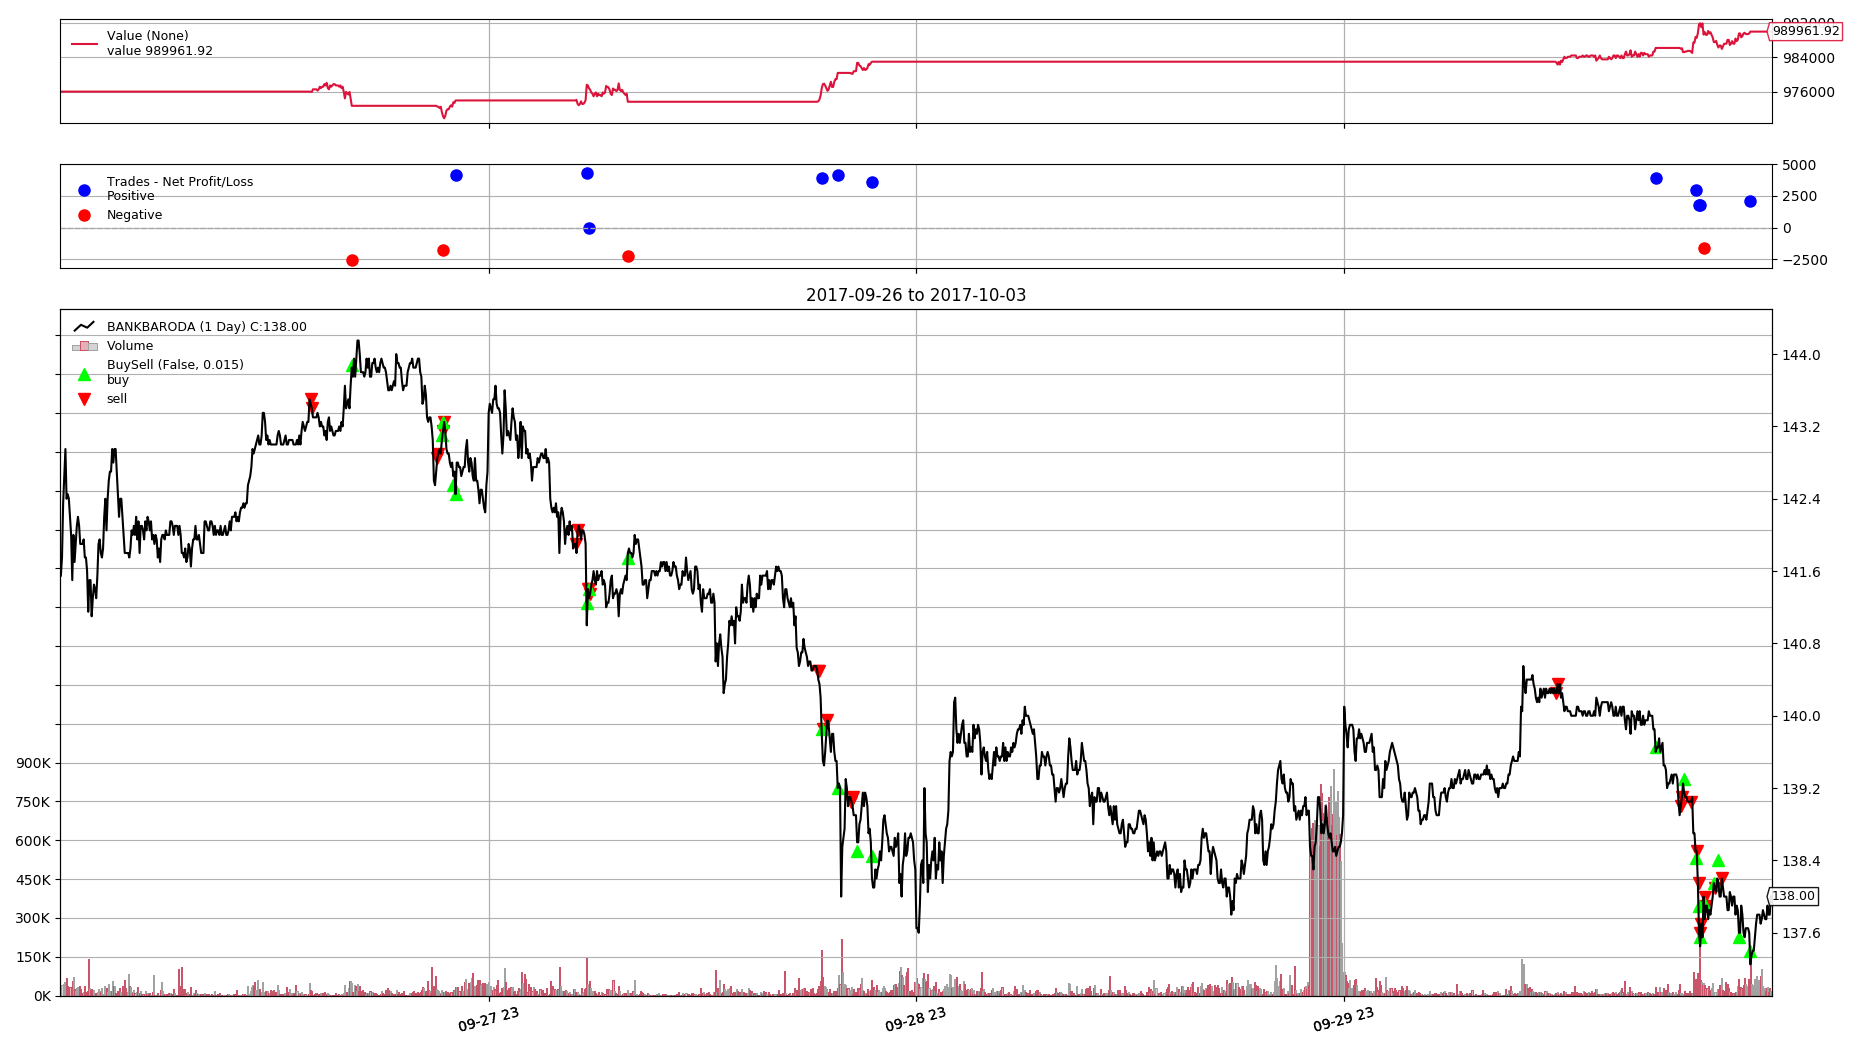 Value (None)
value 989961.92
992000
989961.92
984000
976000
Trades - Net Profit/Loss
Positive
Negative
5000
2500
0
−2500
2017-09-26 to 2017-10-03
BANKBARODA (1 Day) C:138.00
Volume
BuySell (False, 0.015)
buy
sell
144.0
143.2
142.4
141.6
140.8
140.0
139.2
138.4
138.00
137.6
900K
750K
600K
450K
300K
150K
0K
09-27 23
09-28 23
09-29 23